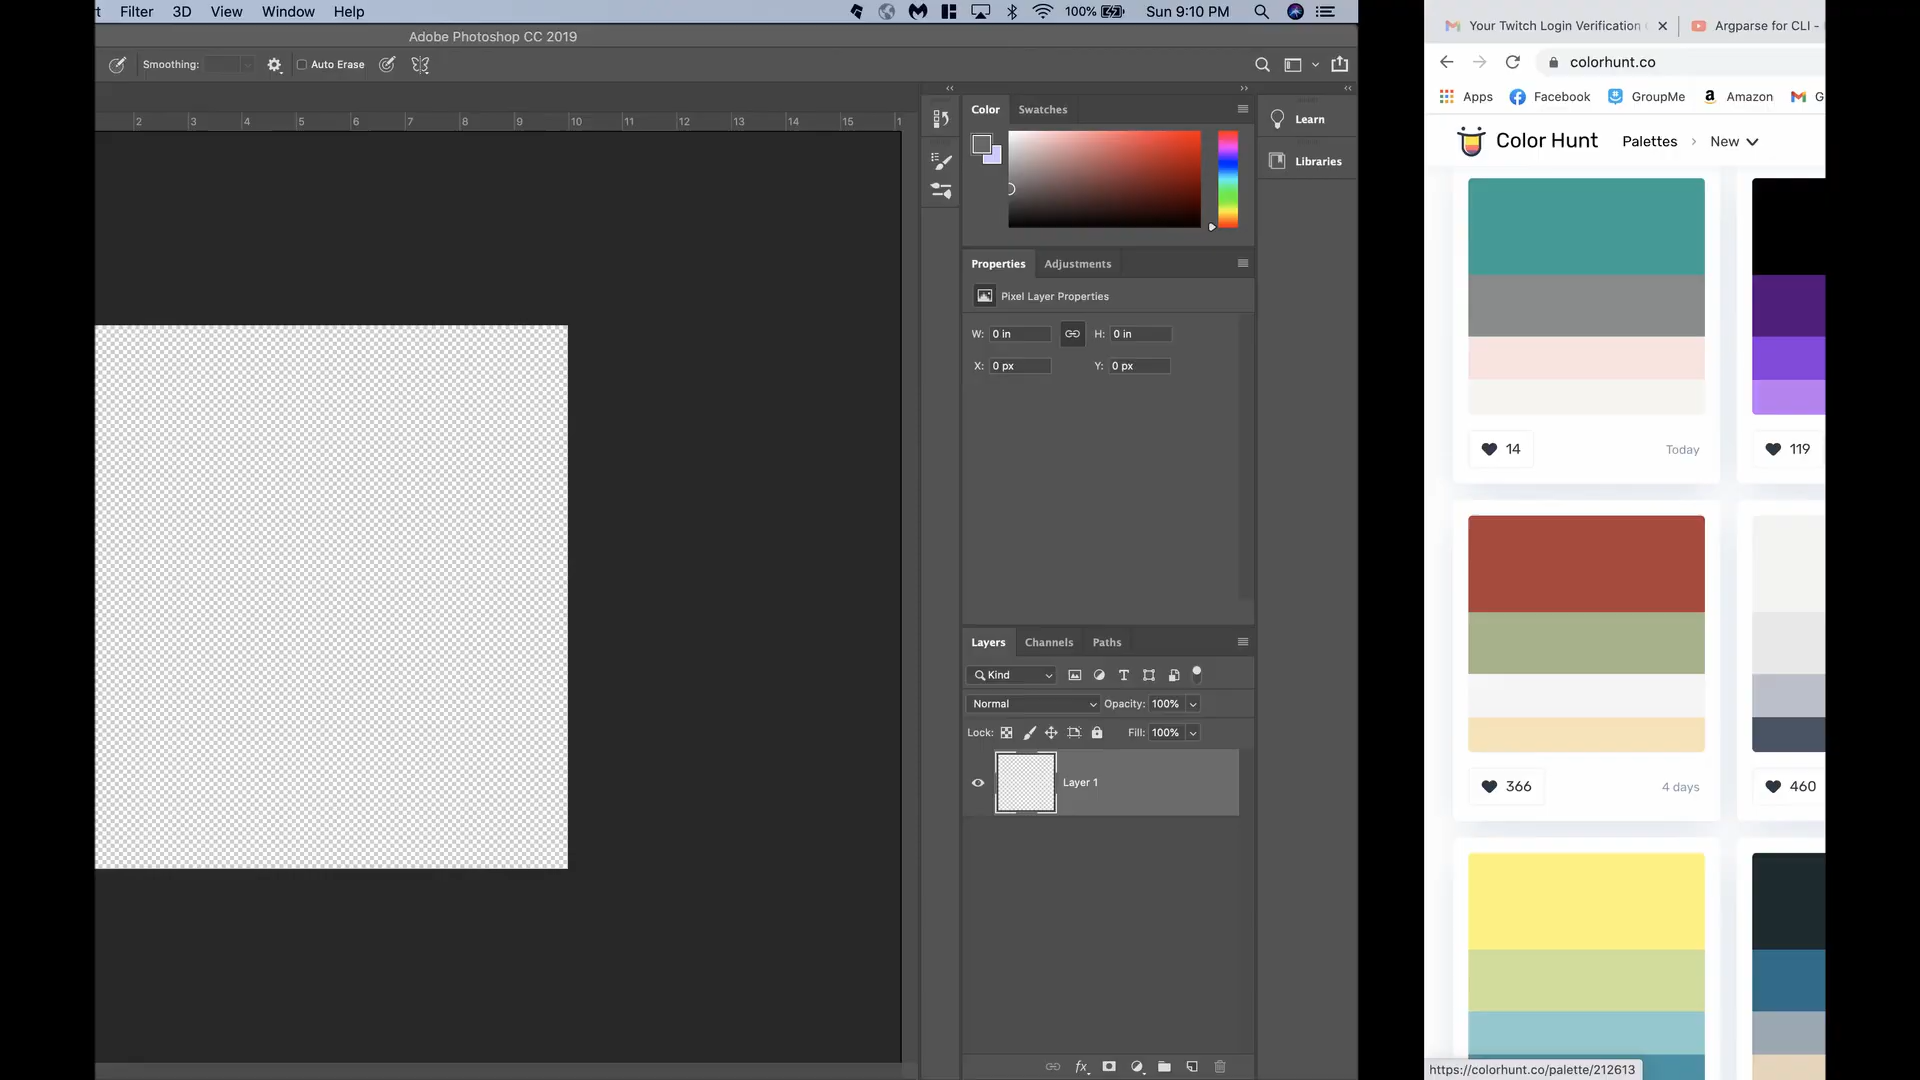 Filter 3D View Window Help
100% Sun 9:10 PM
Adobe Photoshop CC 2019
Smoothing: Auto Erase
2 3 4 5 6 7 8 9 10 11 12 13 14 15 1
Color Swatches
Learn
Libraries
Properties Adjustments
Pixel Layer Properties
W: 0 in H: 0 in
X: 0 px Y: 0 px
Layers Channels Paths
Kind
Normal Opacity: 100%
Lock: Fill: 100%
Layer 1
fx
Your Twitch Login Verification
Argparse for CLI -
colorhunt.co
Apps Facebook GroupMe Amazon G
Color Hunt Palettes > New
14 Today
119
366 4 days
460
https://colorhunt.co/palette/212613